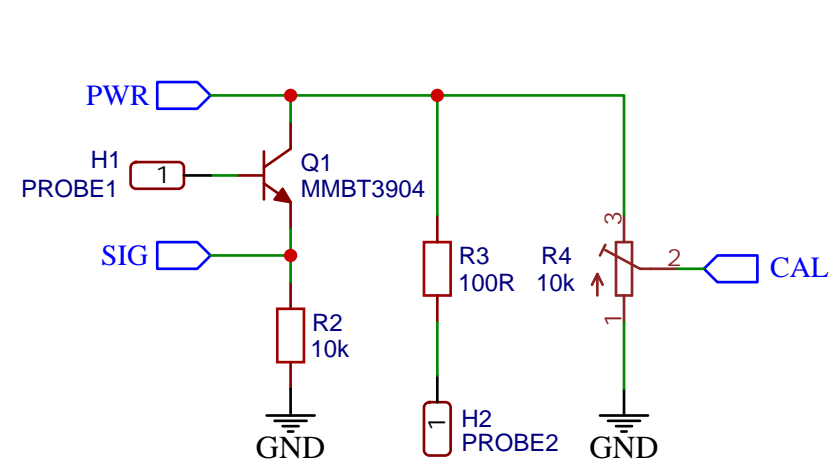 PWR
H1
PROBE1
1
Q1
MMBT3904
SIG
R2
10k
GND
R3
100R
1
H2
PROBE2
R4
10k
3
2
1
CAL
GND